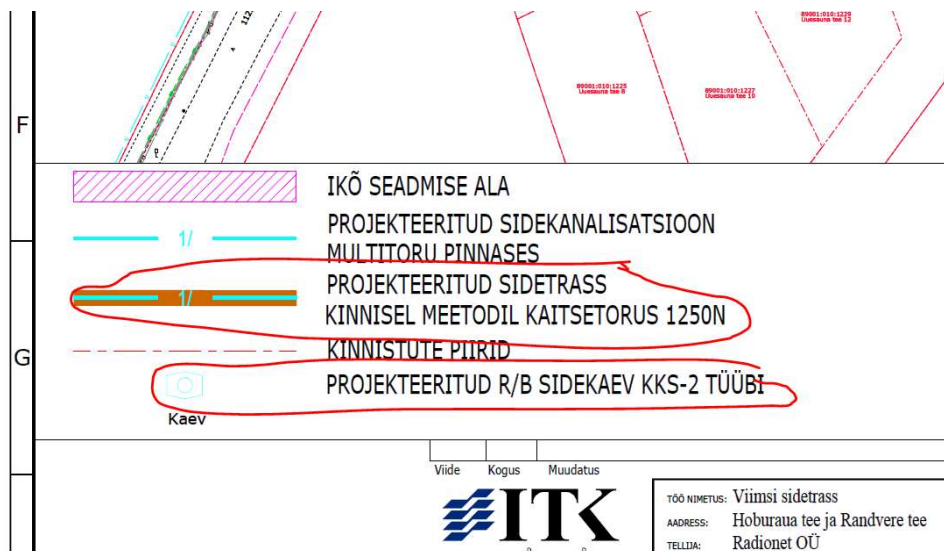 112.
89001:010:1229
Uuesauna tee 12
89001:010:1225
Uuesauna tee 8
89001:010:1227
Uuesauna tee 10
F
IKÕ SEADMISE ALA
1/
PROJEKTEERITUD SIDEKANALISATSIOON
MULTITORU PINNASES
1/
PROJEKTEERITUD SIDETRASS
KINNISEL MEETODIL KAITSETORUS 1250N
G
KINNISTUTE PIIRID
PROJEKTEERITUD R/B SIDEKAEV KKS-2 TÜÜBI
Kaev
Viide Kogus Muudatus
ITK
TÖÖ NIMETUS: Viimsi sidetrass
AADRESS: Hoburaua tee ja Randvere tee
TELLIJA: Radionet OÜ